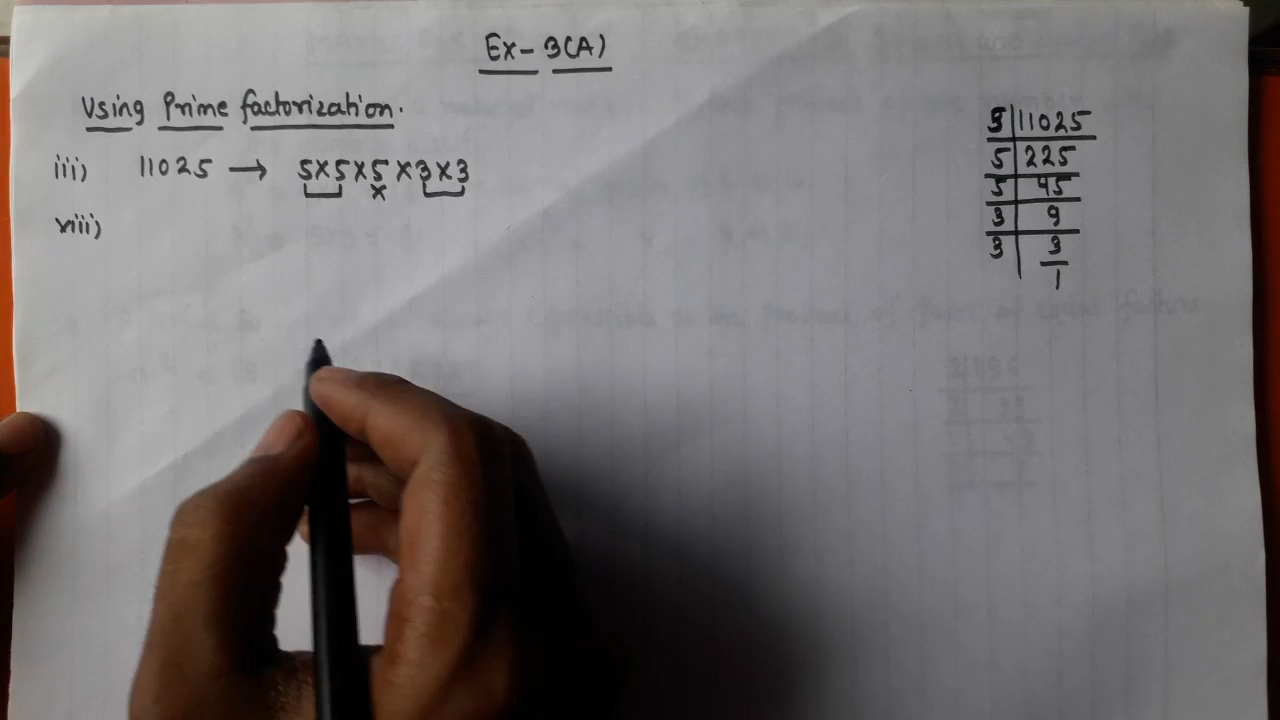 Ex- 3(A)
Using Prime factorization.
iii) 11025 → 5×5×5×3×3
×
xiii)
5 11025
5 225
5 45
3 9
3 3
1